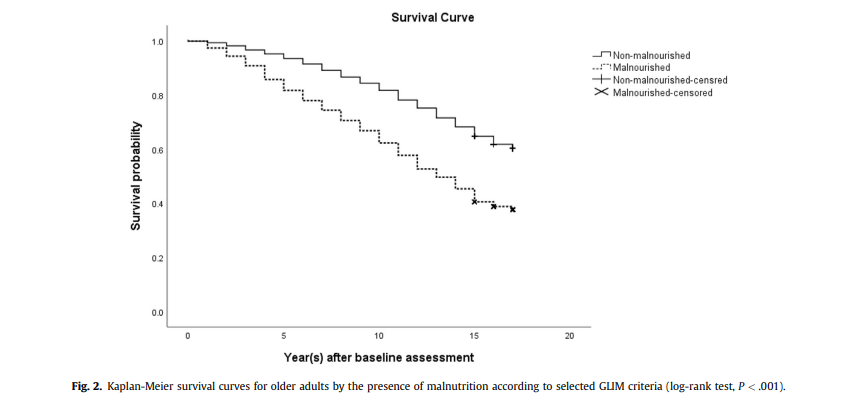 Survival Curve
1.0
0.8
0.6
0.4
0.2
0.0
Survival probability
0
5
10
15
20
Year(s) after baseline assessment
Non-malnourished
Malnourished
Non-malnourished-censred
Malnourished-censored
Fig. 2. Kaplan-Meier survival curves for older adults by the presence of malnutrition according to selected GLIM criteria (log-rank test, P < .001).